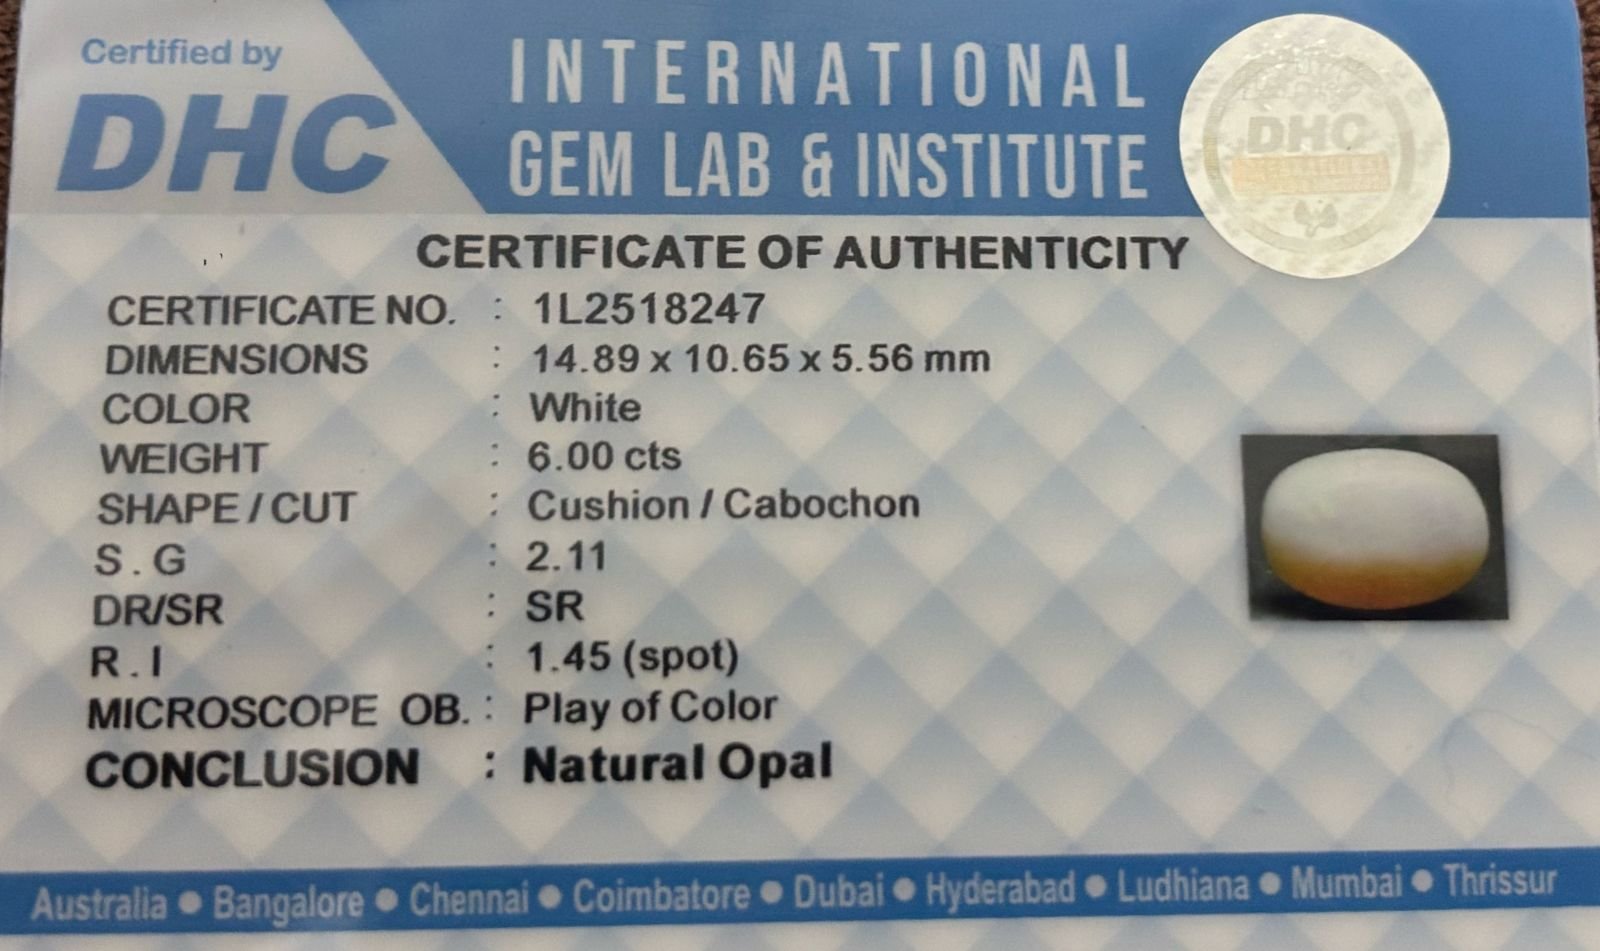 Certified by
DHC
INTERNATIONAL
GEM LAB & INSTITUTE
DHC
CERTIFICATE OF AUTHENTICITY
CERTIFICATE NO. : 1L2518247
DIMENSIONS : 14.89 x 10.65 x 5.56 mm
COLOR : White
WEIGHT : 6.00 cts
SHAPE / CUT : Cushion / Cabochon
S . G : 2.11
DR/SR : SR
R . I : 1.45 (spot)
MICROSCOPE OB. : Play of Color
CONCLUSION : Natural Opal
Australia ● Bangalore ● Chennai ● Coimbatore ● Dubai ● Hyderabad ● Ludhiana ● Mumbai ● Thrissur